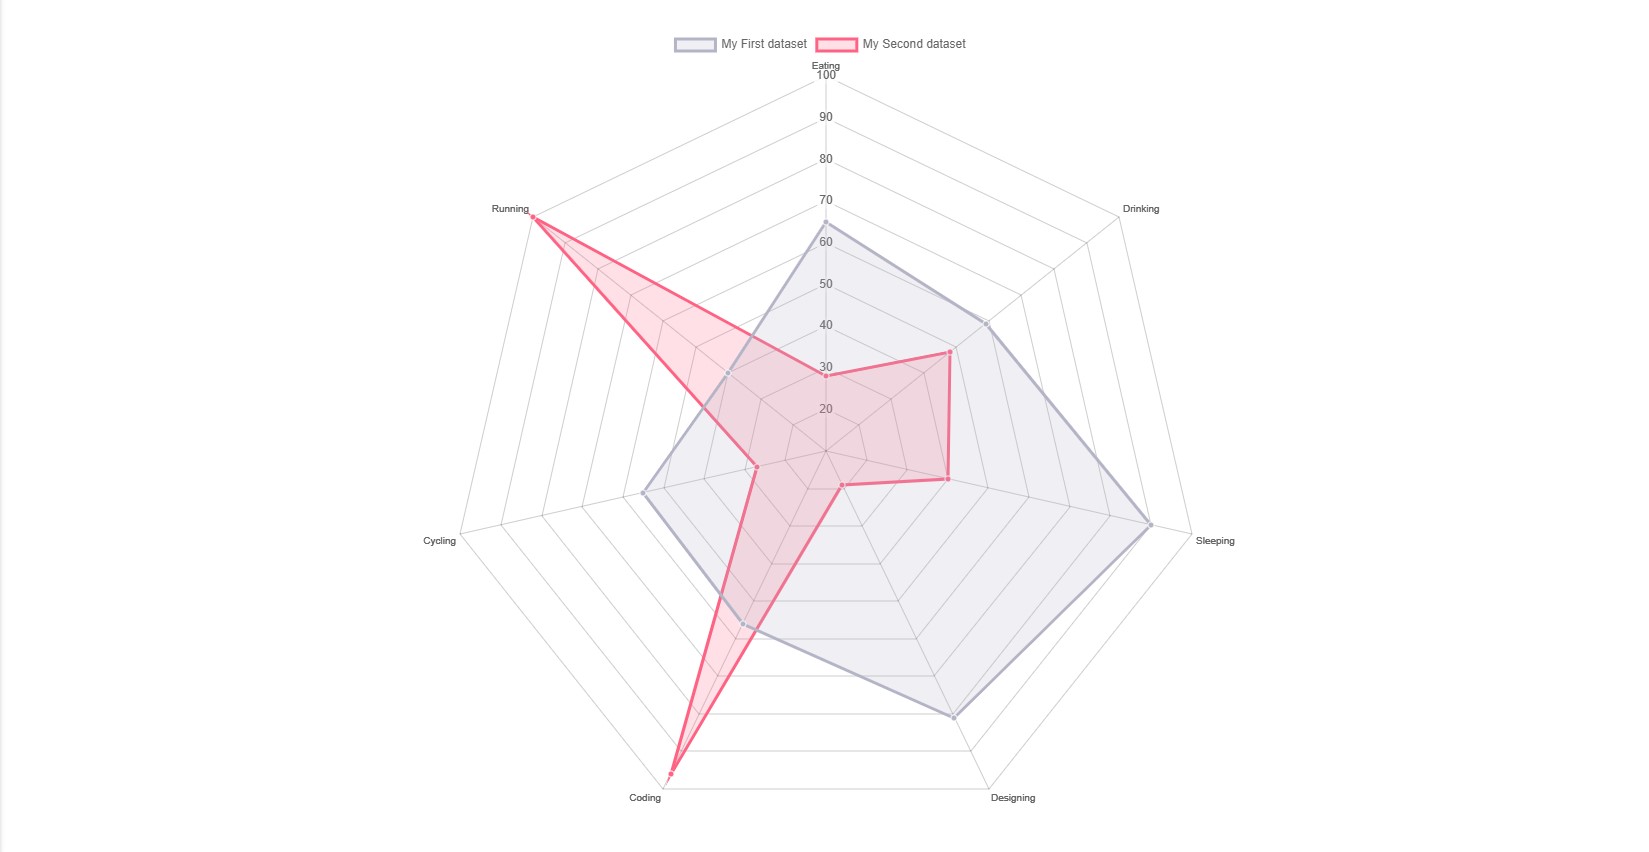 My First dataset My Second dataset
Eating
100
90
80
70
60
50
40
30
20
Running
Drinking
Cycling
Sleeping
Coding
Designing